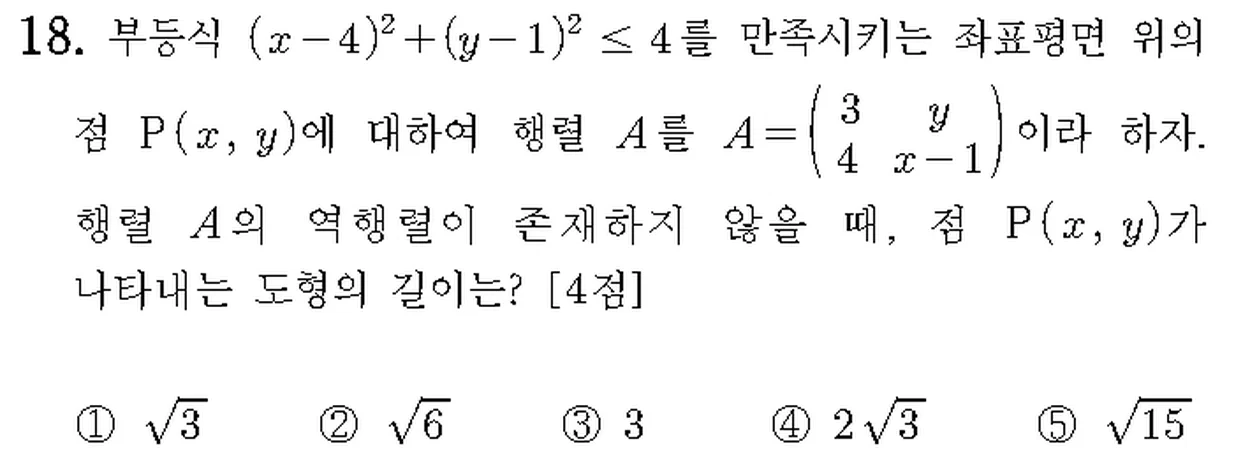 18. 부등식 (x-4)²+(y-1)² ≤ 4를 만족시키는 좌표평면 위의
점 P(x, y)에 대하여 행렬 A를 A=(3 y
4 x-1)이라 하자.
행렬 A의 역행렬이 존재하지 않을 때, 점 P(x, y)가
나타내는 도형의 길이는? [4점]
① √3 ② √6 ③ 3 ④ 2√3 ⑤ √15